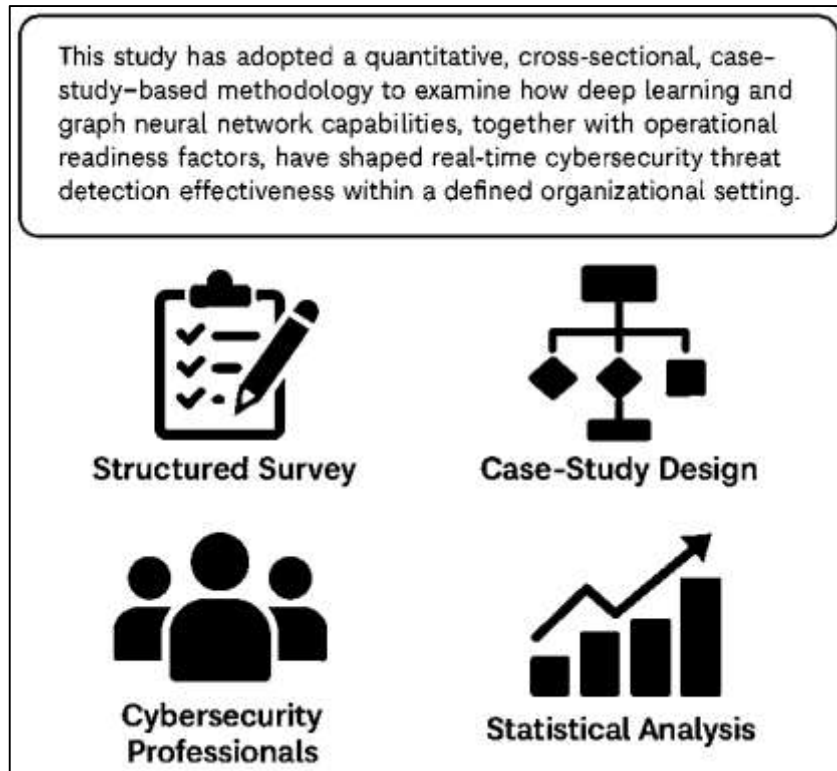 This study has adopted a quantitative, cross-sectional, case-
study–based methodology to examine how deep learning and
graph neural network capabilities, together with operational
readiness factors, have shaped real-time cybersecurity threat
detection effectiveness within a defined organizational setting.
Structured Survey
Case-Study Design
Cybersecurity
Professionals
Statistical Analysis